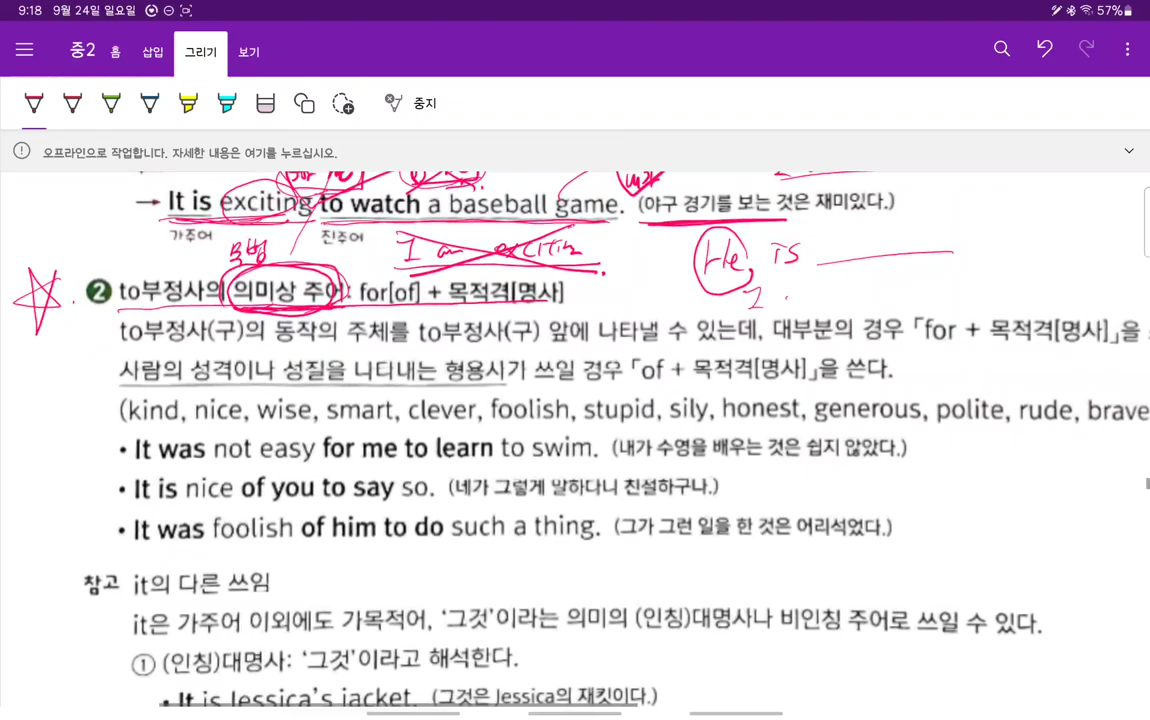 9:18 9월 24일 일요일 57%
중2 홈 삽입 그리기 보기
중지
오프라인으로 작업합니다. 자세한 내용은 여기를 누르십시오.
→ It is exciting to watch a baseball game. (야구 경기를 보는 것은 재미있다.)
가주어 진주어
I am
He is
2 to부정사의 의미상 주어: for[of] + 목적격[명사]
to부정사(구)의 동작의 주체를 to부정사(구) 앞에 나타낼 수 있는데, 대부분의 경우 「for + 목적격[명사]」을
사람의 성격이나 성질을 나타내는 형용사가 쓰일 경우 「of + 목적격[명사]」을 쓴다.
(kind, nice, wise, smart, clever, foolish, stupid, sily, honest, generous, polite, rude, brave
• It was not easy for me to learn to swim. (내가 수영을 배우는 것은 쉽지 않았다.)
• It is nice of you to say so. (네가 그렇게 말하다니 친절하구나.)
• It was foolish of him to do such a thing. (그가 그런 일을 한 것은 어리석었다.)
참고 it의 다른 쓰임
it은 가주어 이외에도 가목적어, ‘그것’이라는 의미의 (인칭)대명사나 비인칭 주어로 쓰일 수 있다.
① (인칭)대명사: ‘그것’이라고 해석한다.
• It is Jessica’s jacket. (그것은 Jessica의 재킷이다.)